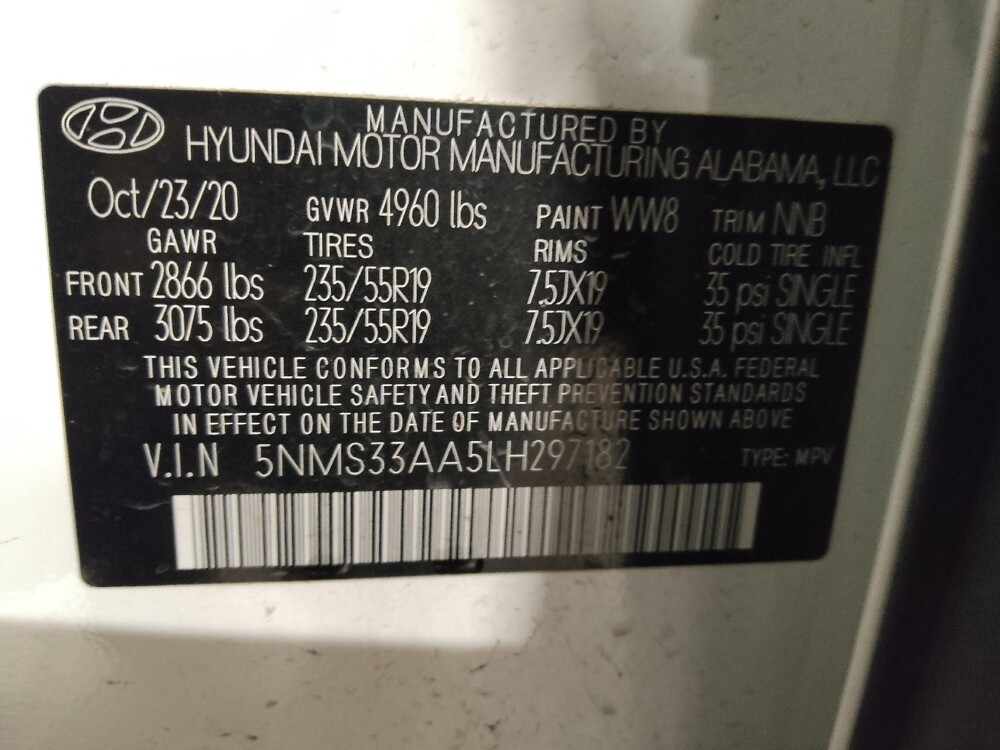 MANUFACTURED BY
HYUNDAI MOTOR MANUFACTURING ALABAMA, LLC
Oct/23/20 GVWR 4960 lbs PAINT WW8 TRIM NNB
GAWR TIRES RIMS COLD TIRE INFL
FRONT 2866 lbs 235/55R19 7.5JX19 35 psi SINGLE
REAR 3075 lbs 235/55R19 7.5JX19 35 psi SINGLE
THIS VEHICLE CONFORMS TO ALL APPLICABLE U.S.A. FEDERAL
MOTOR VEHICLE SAFETY AND THEFT PREVENTION STANDARDS
IN EFFECT ON THE DATE OF MANUFACTURE SHOWN ABOVE
V.I.N 5NMS33AA5LH297182 TYPE: MPV